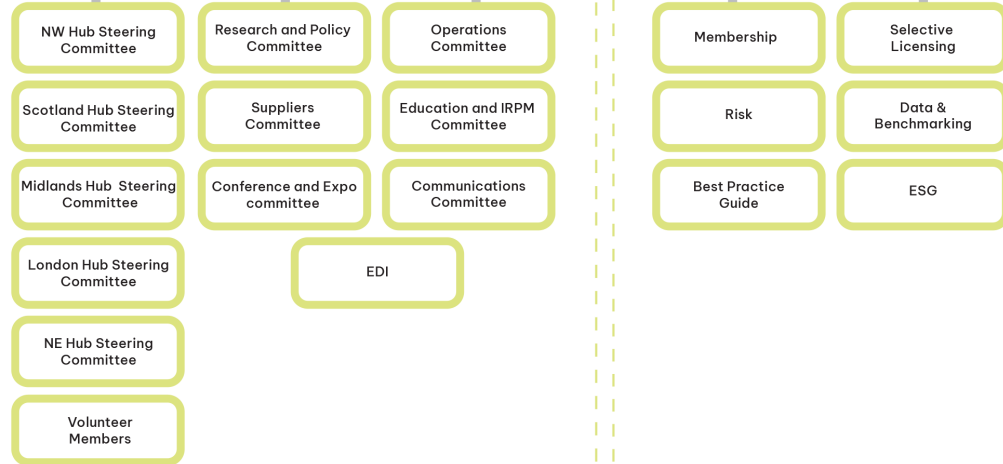 NW Hub Steering
Committee
Scotland Hub Steering
Committee
Midlands Hub  Steering
Committee
London Hub Steering
Committee
NE Hub Steering
Committee
Volunteer
Members
Research and Policy
Committee
Suppliers
Committee
Conference and Expo
committee
Operations
Committee
Education and IRPM
Committee
Communications
Committee
EDI
Membership
Risk
Best Practice
Guide
Selective
Licensing
Data &
Benchmarking
ESG